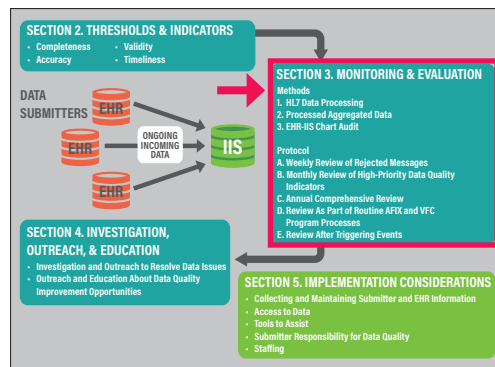 SECTION 2. THRESHOLDS & INDICATORS
• Completeness • Validity
• Accuracy • Timeliness
DATA
SUBMITTERS
EHR
EHR
EHR
ONGOING
INCOMING
DATA
IIS
SECTION 3. MONITORING & EVALUATION
Methods
1. HL7 Data Processing
2. Processed Aggregated Data
3. EHR-IIS Chart Audit
Protocol
A. Weekly Review of Rejected Messages
B. Monthly Review of High-Priority Data Quality
Indicators
C. Annual Comprehensive Review
D. Review As Part of Routine AFIX and VFC
Program Processes
E. Review After Triggering Events
SECTION 4. INVESTIGATION,
OUTREACH, & EDUCATION
• Investigation and Outreach to Resolve Data Issues
• Outreach and Education About Data Quality
Improvement Opportunities
SECTION 5. IMPLEMENTATION CONSIDERATIONS
• Collecting and Maintaining Submitter and EHR Information
• Access to Data
• Tools to Assist
• Submitter Responsibility for Data Quality
• Staffing